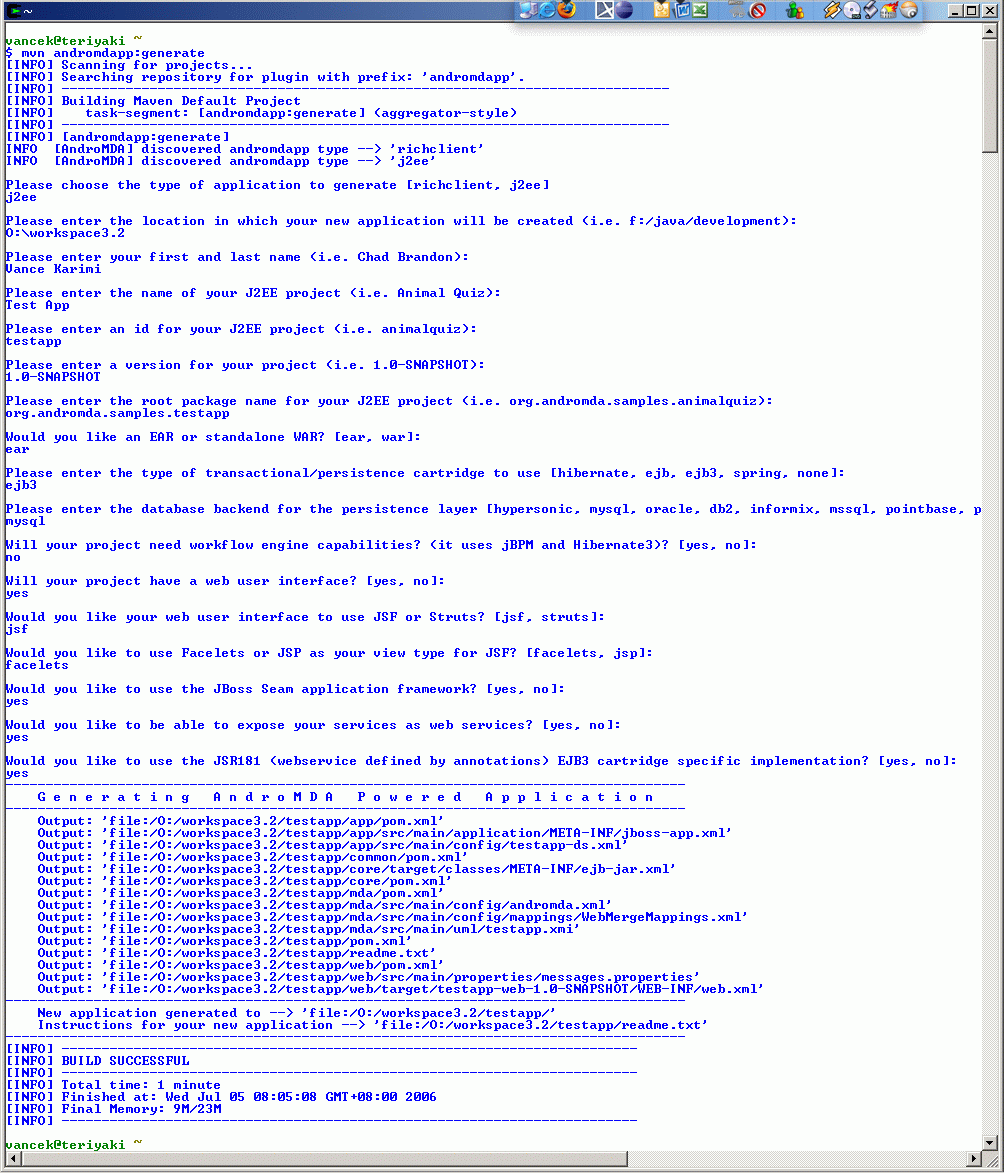 ~
vancek@teriyaki ~
$ mvn andromdapp:generate
[INFO] Scanning for projects...
[INFO] Searching repository for plugin with prefix: 'andromdapp'.
[INFO] ----------------------------------------------------------------------------
[INFO] Building Maven Default Project
[INFO]    task-segment: [andromdapp:generate] (aggregator-style)
[INFO] ----------------------------------------------------------------------------
[INFO] [andromdapp:generate]
INFO  [AndroMDA] discovered andromdapp type --> 'richclient'
INFO  [AndroMDA] discovered andromdapp type --> 'j2ee'
Please choose the type of application to generate [richclient, j2ee]
j2ee
Please enter the location in which your new application will be created (i.e. f:/java/development):
O:\workspace3.2
Please enter your first and last name (i.e. Chad Brandon):
Vance Karimi
Please enter the name of your J2EE project (i.e. Animal Quiz):
Test App
Please enter an id for your J2EE project (i.e. animalquiz):
testapp
Please enter a version for your project (i.e. 1.0-SNAPSHOT):
1.0-SNAPSHOT
Please enter the root package name for your J2EE project (i.e. org.andromda.samples.animalquiz):
org.andromda.samples.testapp
Would you like an EAR or standalone WAR? [ear, war]:
ear
Please enter the type of transactional/persistence cartridge to use [hibernate, ejb, ejb3, spring, none]:
ejb3
Please enter the database backend for the persistence layer [hypersonic, mysql, oracle, db2, informix, mssql, pointbase, p
mysql
Will your project need workflow engine capabilities? (it uses jBPM and Hibernate3)? [yes, no]:
no
Will your project have a web user interface? [yes, no]:
yes
Would you like your web user interface to use JSF or Struts? [jsf, struts]:
jsf
Would you like to use Facelets or JSP as your view type for JSF? [facelets, jsp]:
facelets
Would you like to use the JBoss Seam application framework? [yes, no]:
yes
Would you like to be able to expose your services as web services? [yes, no]:
yes
Would you like to use the JSR181 (webservice defined by annotations) EJB3 cartridge specific implementation? [yes, no]:
yes
-------------------------------------------------------------------------------------
    G e n e r a t i n g   A n d r o M D A   P o w e r e d   A p p l i c a t i o n
-------------------------------------------------------------------------------------
    Output: 'file:/O:/workspace3.2/testapp/app/pom.xml'
    Output: 'file:/O:/workspace3.2/testapp/app/src/main/application/META-INF/jboss-app.xml'
    Output: 'file:/O:/workspace3.2/testapp/app/src/main/config/testapp-ds.xml'
    Output: 'file:/O:/workspace3.2/testapp/common/pom.xml'
    Output: 'file:/O:/workspace3.2/testapp/core/target/classes/META-INF/ejb-jar.xml'
    Output: 'file:/O:/workspace3.2/testapp/core/pom.xml'
    Output: 'file:/O:/workspace3.2/testapp/mda/pom.xml'
    Output: 'file:/O:/workspace3.2/testapp/mda/src/main/config/andromda.xml'
    Output: 'file:/O:/workspace3.2/testapp/mda/src/main/config/mappings/WebMergeMappings.xml'
    Output: 'file:/O:/workspace3.2/testapp/mda/src/main/uml/testapp.xmi'
    Output: 'file:/O:/workspace3.2/testapp/pom.xml'
    Output: 'file:/O:/workspace3.2/testapp/readme.txt'
    Output: 'file:/O:/workspace3.2/testapp/web/pom.xml'
    Output: 'file:/O:/workspace3.2/testapp/web/src/main/properties/messages.properties'
    Output: 'file:/O:/workspace3.2/testapp/web/target/testapp-web-1.0-SNAPSHOT/WEB-INF/web.xml'
-------------------------------------------------------------------------------------
    New application generated to --> 'file:/O:/workspace3.2/testapp/'
    Instructions for your new application --> 'file:/O:/workspace3.2/testapp/readme.txt'
-------------------------------------------------------------------------------------
[INFO] ------------------------------------------------------------------------
[INFO] BUILD SUCCESSFUL
[INFO] ------------------------------------------------------------------------
[INFO] Total time: 1 minute
[INFO] Finished at: Wed Jul 05 08:05:08 GMT+08:00 2006
[INFO] Final Memory: 9M/23M
[INFO] ------------------------------------------------------------------------
vancek@teriyaki ~